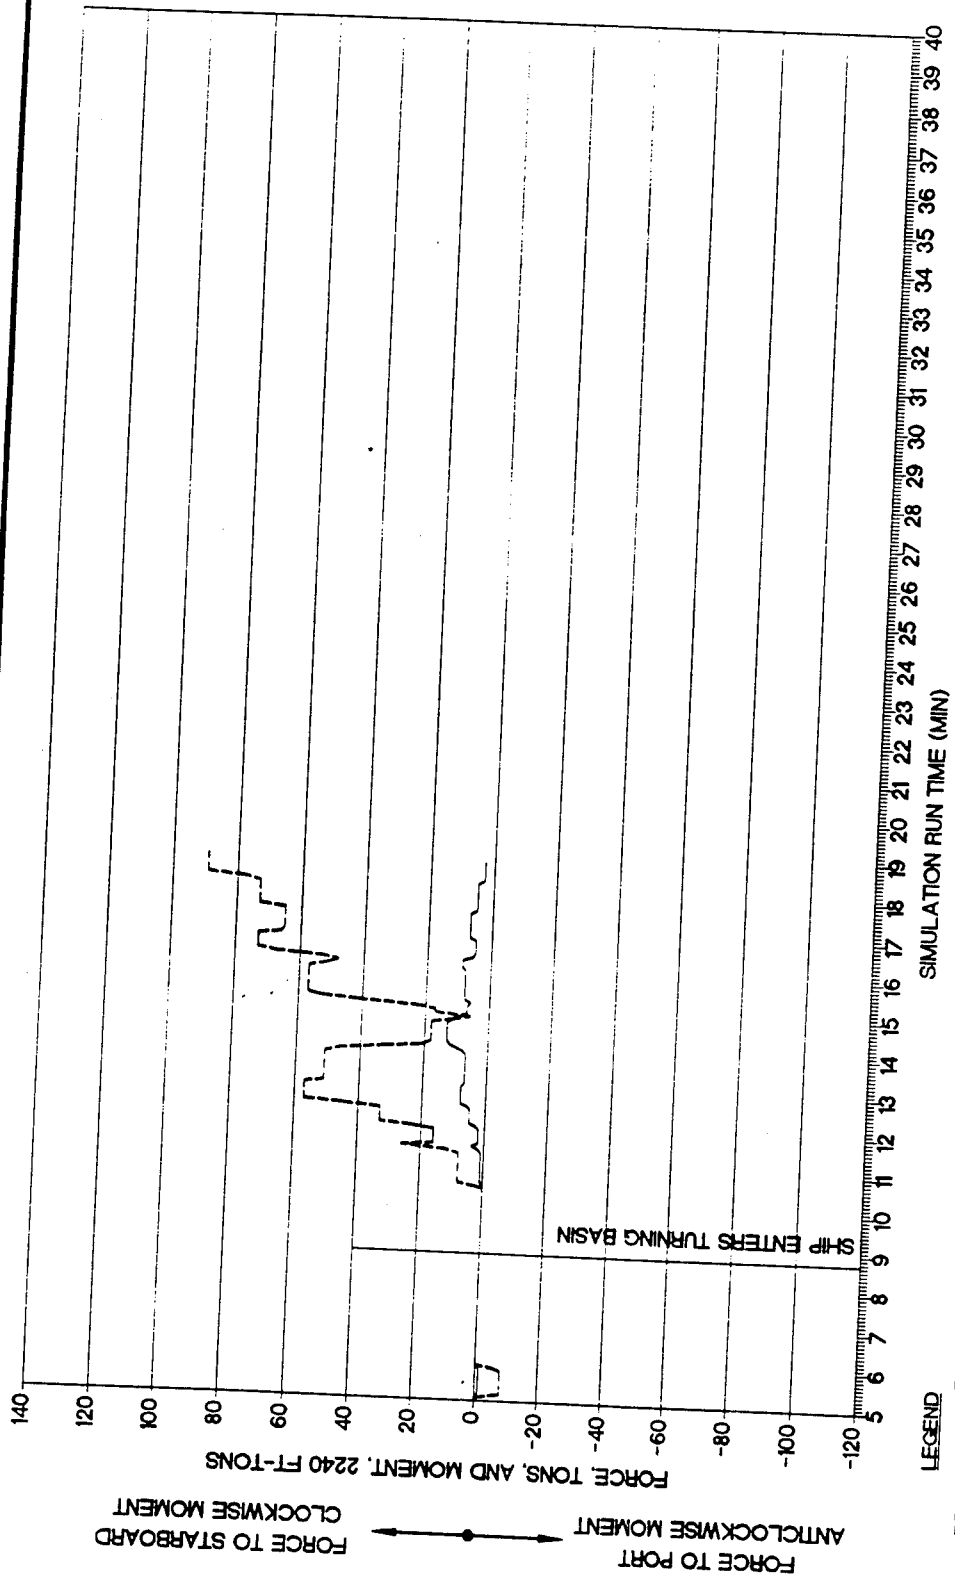 140
120
100
80
60
40
20
0
-20
-40
-60
-80
-100
-120
FORCE, TONS, AND MOMENT, 2240 FT-TONS
FORCE TO STARBOARD
CLOCKWISE MOMENT
FORCE TO PORT
ANTICLOCKWISE MOMENT
SHIP ENTERS TURNING BASIN
5 6 7 8 9 10 11 12 13 14 15 16 17 18 19 20 21 22 23 24 25 26 27 28 29 30 31 32 33 34 35 36 37 38 39 40
SIMULATION RUN TIME (MIN)
LEGEND